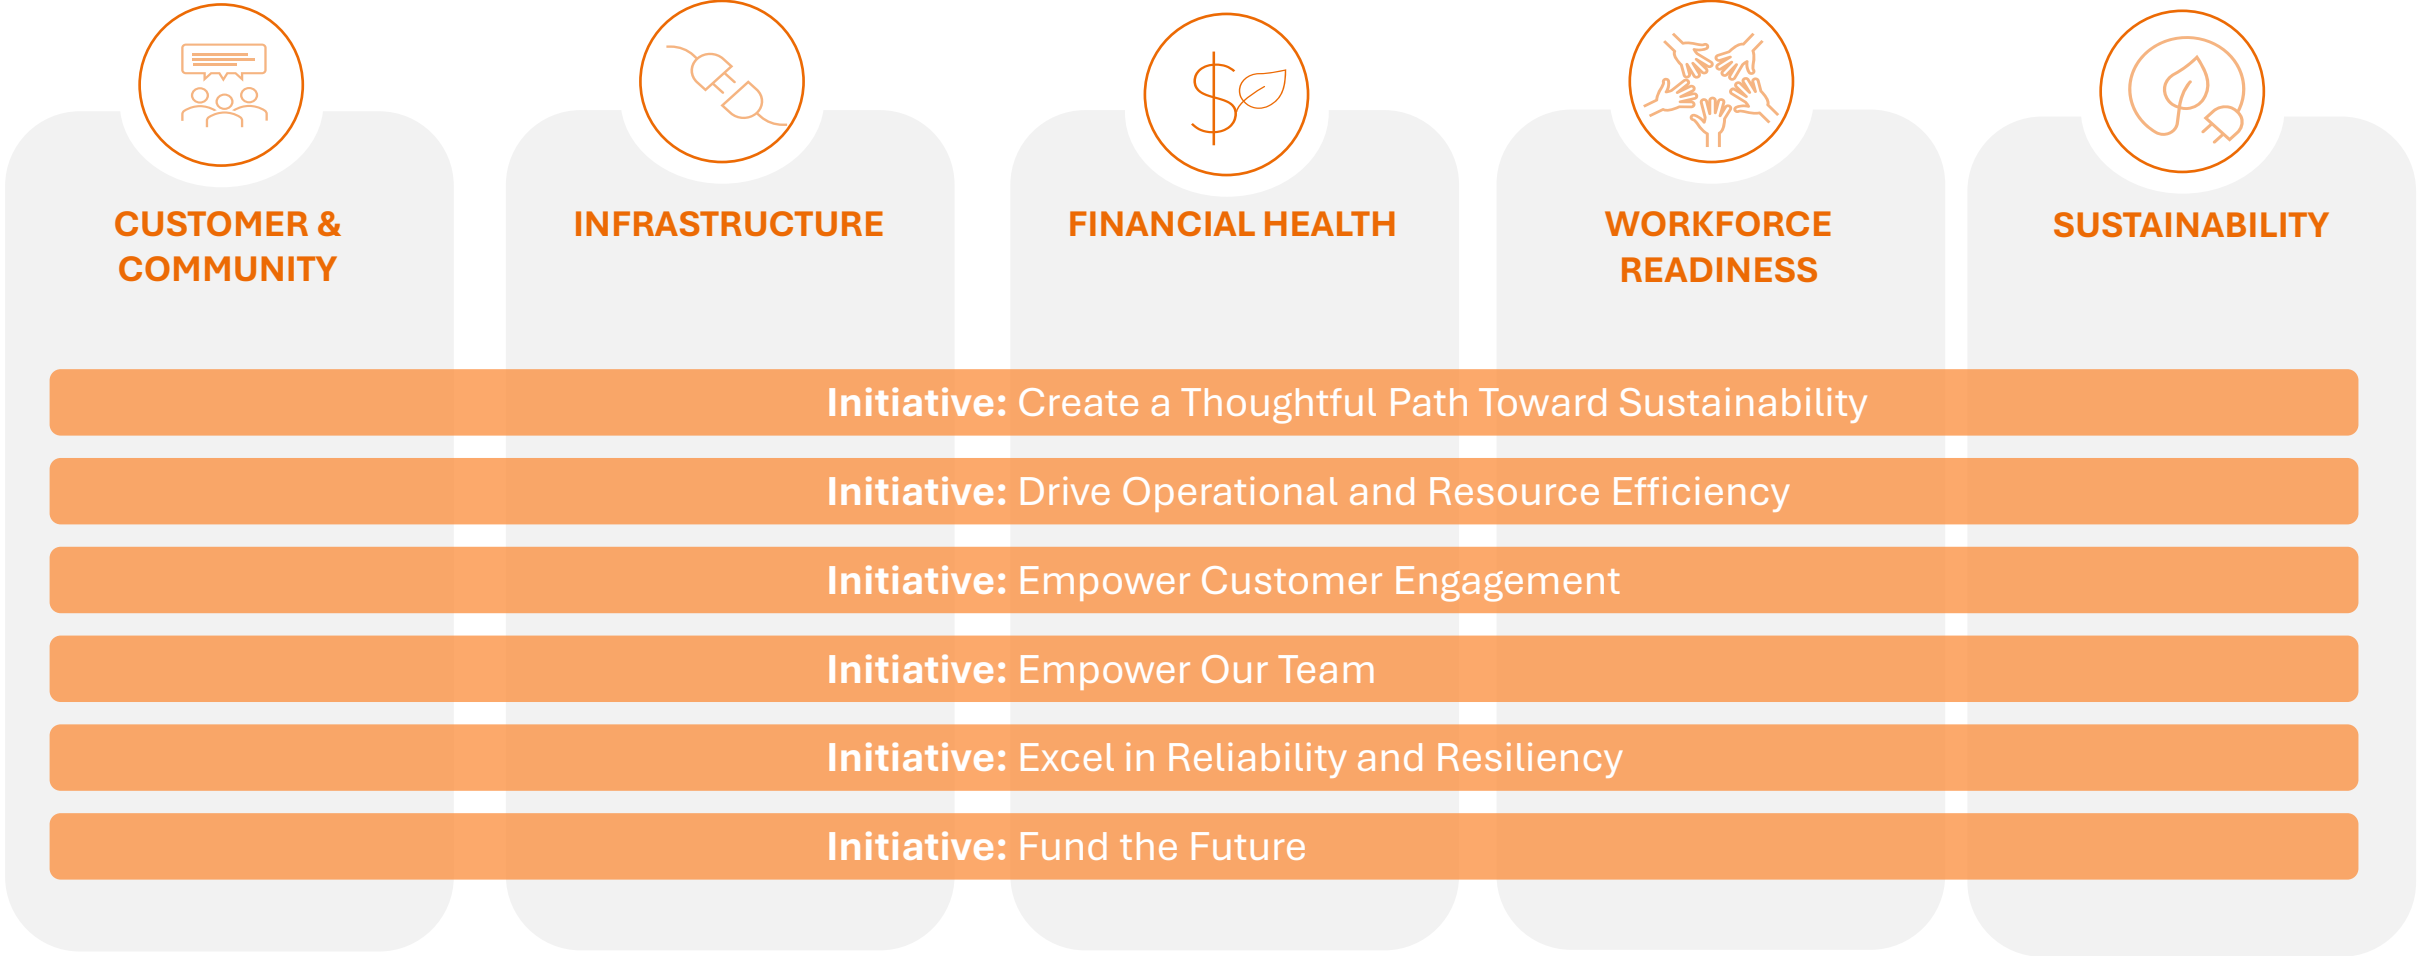 CUSTOMER &
COMMUNITY
INFRASTRUCTURE
FINANCIAL HEALTH
WORKFORCE
READINESS
SUSTAINABILITY
Initiative: Create a Thoughtful Path Toward Sustainability
Initiative: Drive Operational and Resource Efficiency
Initiative: Empower Customer Engagement
Initiative: Empower Our Team
Initiative: Excel in Reliability and Resiliency
Initiative: Fund the Future